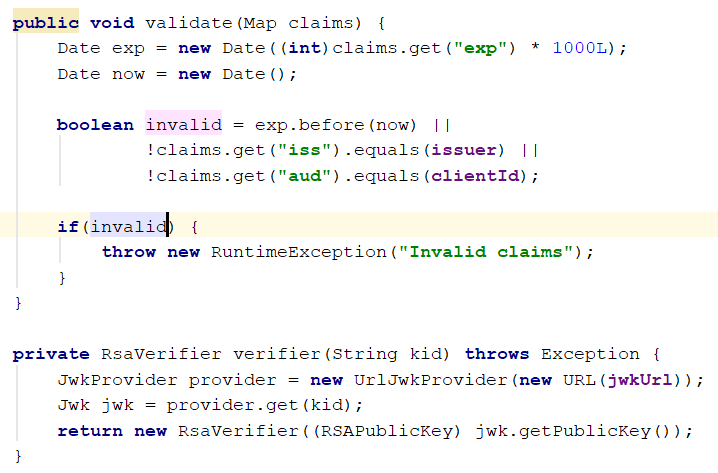 public void validate(Map claims) {
    Date exp = new Date((int)claims.get("exp") * 1000L);
    Date now = new Date();

    boolean invalid = exp.before(now) ||
            !claims.get("iss").equals(issuer) ||
            !claims.get("aud").equals(clientId);

    if(invalid) {
        throw new RuntimeException("Invalid claims");
    }
}

private RsaVerifier verifier(String kid) throws Exception {
    JwkProvider provider = new UrlJwkProvider(new URL(jwkUrl));
    Jwk jwk = provider.get(kid);
    return new RsaVerifier((RSAPublicKey) jwk.getPublicKey());
}